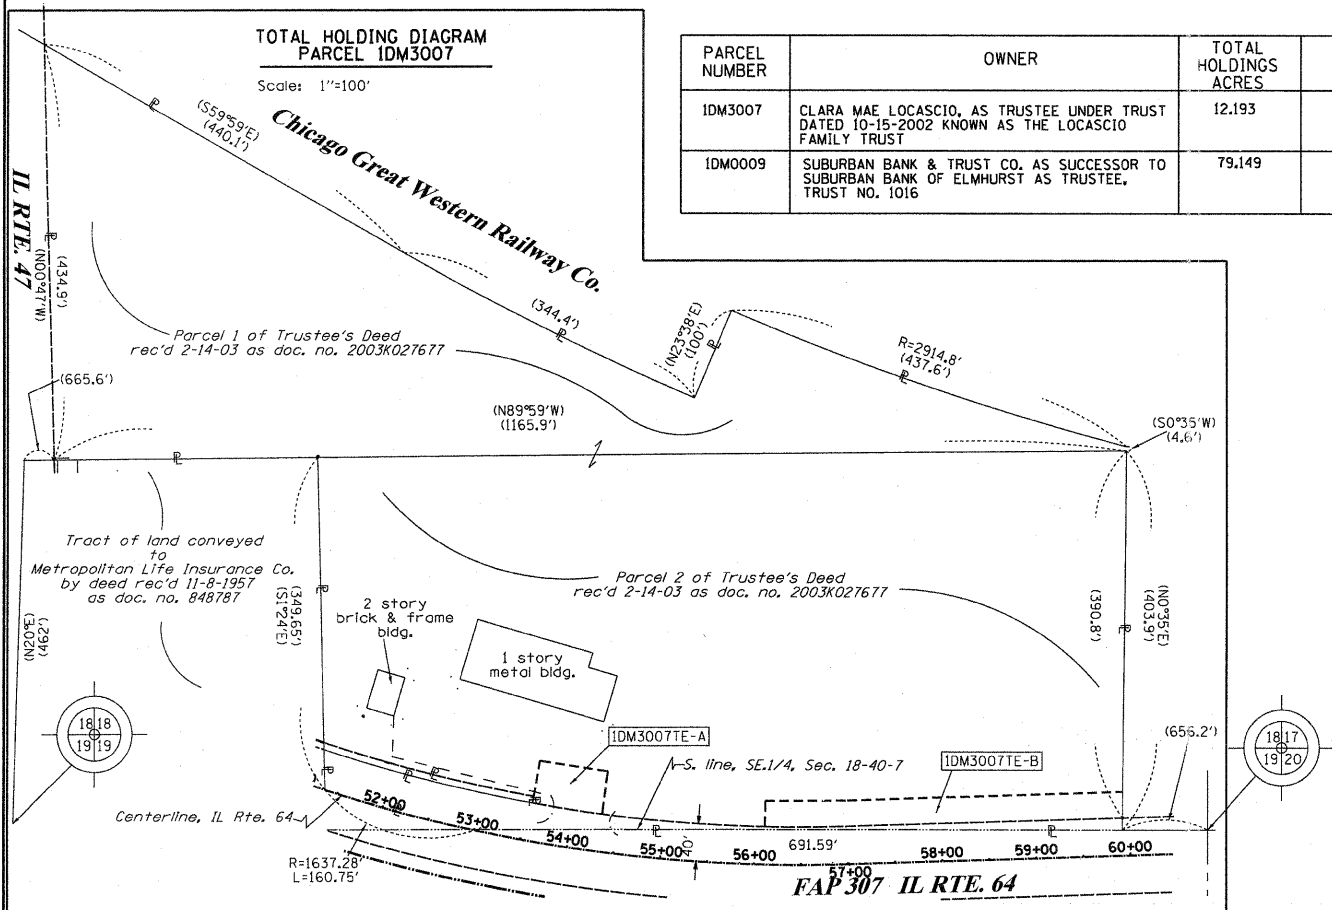 TOTAL HOLDING DIAGRAM
PARCEL 1DM3007
Scale: 1"=100'
PARCEL NUMBER
OWNER
TOTAL HOLDINGS ACRES
1DM3007
CLARA MAE LOCASCIO, AS TRUSTEE UNDER TRUST
DATED 10-15-2002 KNOWN AS THE LOCASCIO
FAMILY TRUST
12.193
1DM0009
SUBURBAN BANK & TRUST CO. AS SUCCESSOR TO
SUBURBAN BANK OF ELMHURST AS TRUSTEE,
TRUST NO. 1016
79.149
(S59°59'E)
(440.1')
Chicago Great Western Railway Co.
IL RTE. 47
(N00°47'W)
(434.9')
(344.4')
(N23°38'E)
(100')
R=2914.8'
(437.6')
Parcel 1 of Trustee's Deed
rec'd 2-14-03 as doc. no. 2003K027677
(665.6')
(N89°59'W)
(1165.9')
(S0°35'W)
(4.6')
Tract of land conveyed
to
Metropolitan Life Insurance Co.
by deed rec'd 11-8-1957
as doc. no. 848787
(349.65')
(S1°24'E)
Parcel 2 of Trustee's Deed
rec'd 2-14-03 as doc. no. 2003K027677
(390.8')
(N0°35'E)
(403.9')
2 story
brick & frame
bldg.
1 story
metal bldg.
(N20°E)
(462')
18 18
19 19
18 17
19 20
(656.2')
1DM3007TE-A
S. line, SE.1/4, Sec. 18-40-7
1DM3007TE-B
Centerline, IL Rte. 64
52+00
53+00
54+00
55+00
40'
56+00
691.59'
57+00
58+00
59+00
60+00
R=1637.28'
L=160.75'
FAP 307 IL RTE. 64